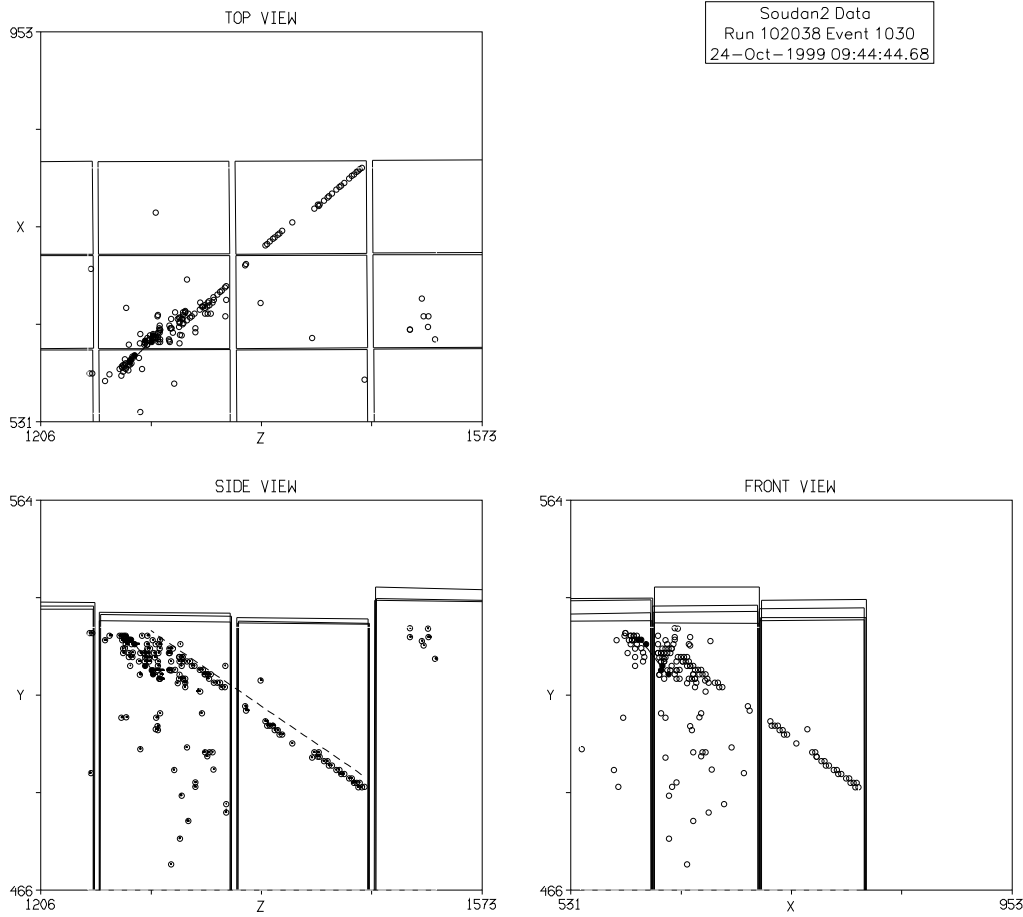 TOP VIEW
Soudan2 Data
Run 102038 Event 1030
24-Oct-1999 09:44:44.68
953
X
531
1206
Z
1573
SIDE VIEW
564
Y
466
1206
Z
1573
FRONT VIEW
564
Y
466
531
X
953